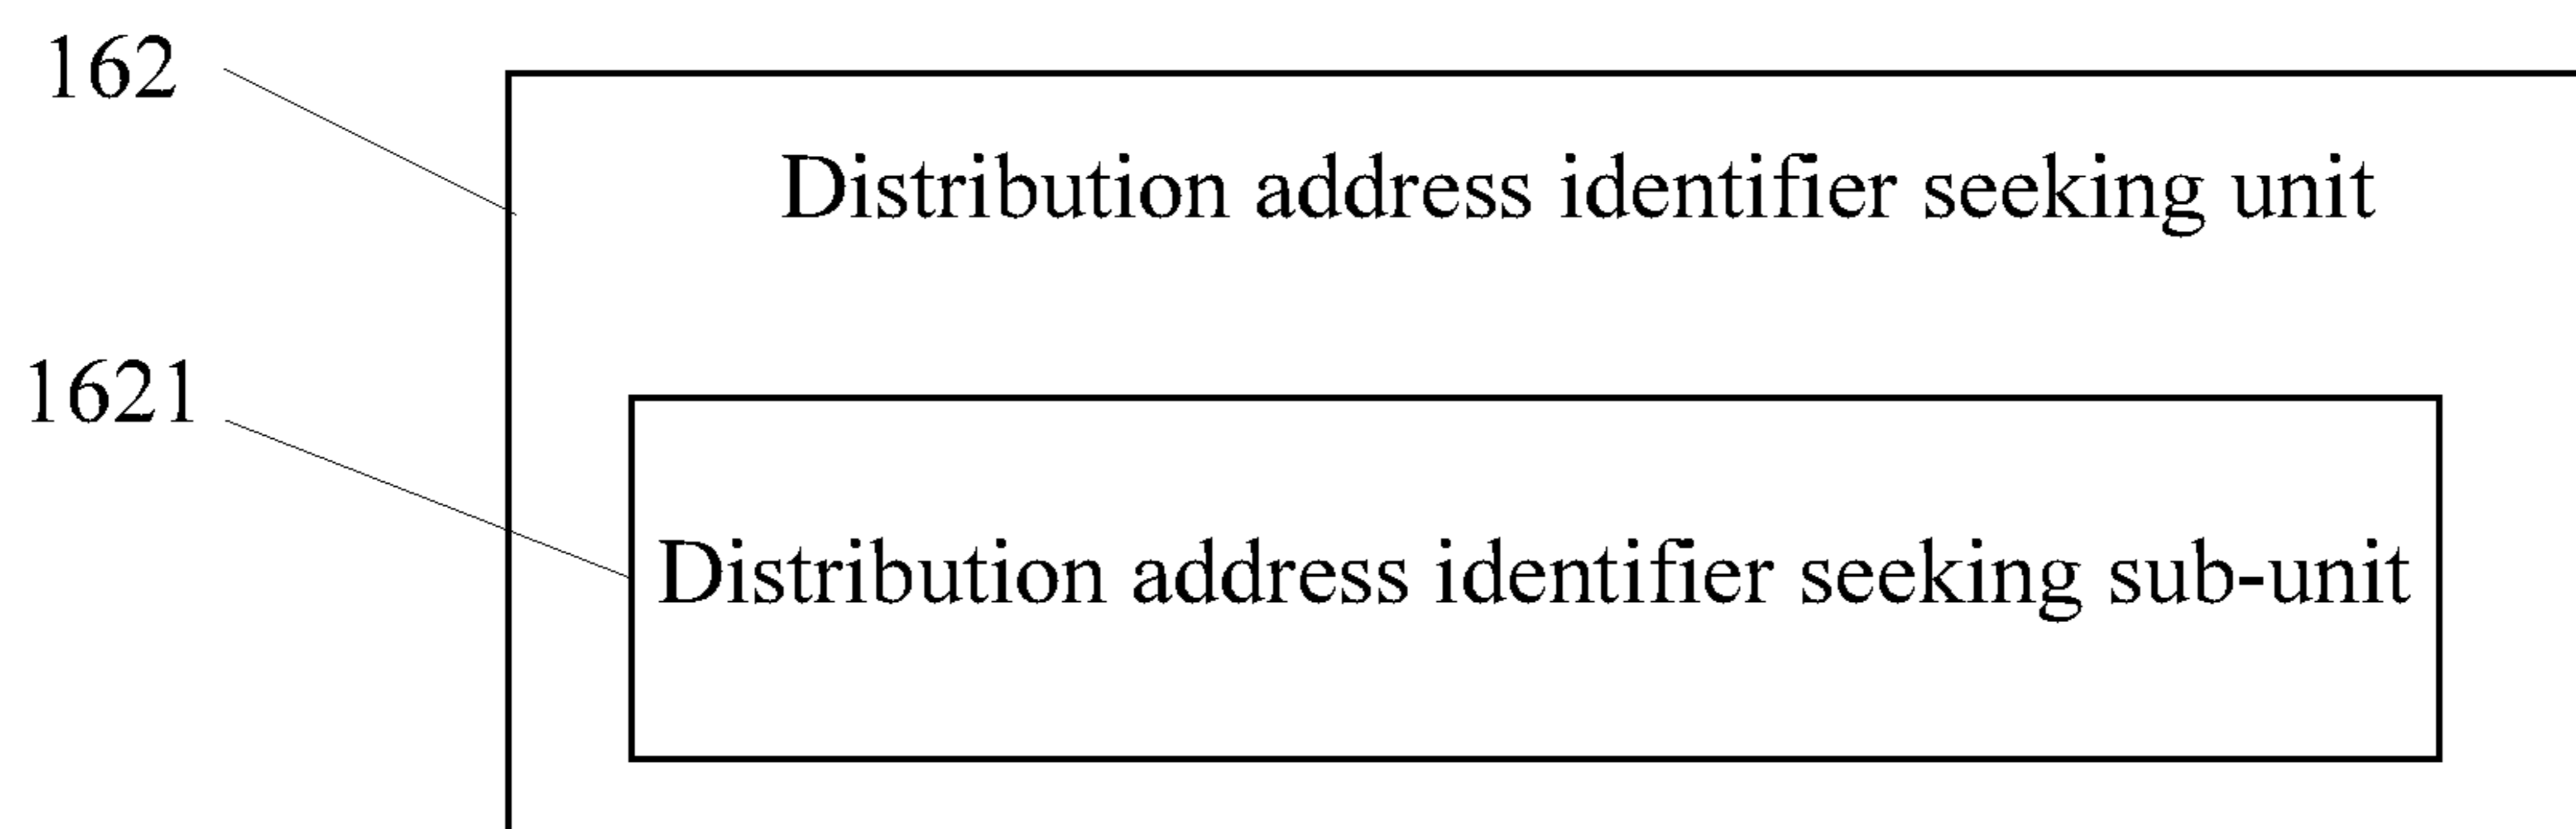 162
Distribution address identifier seeking unit
1621
Distribution address identifier seeking sub-unit